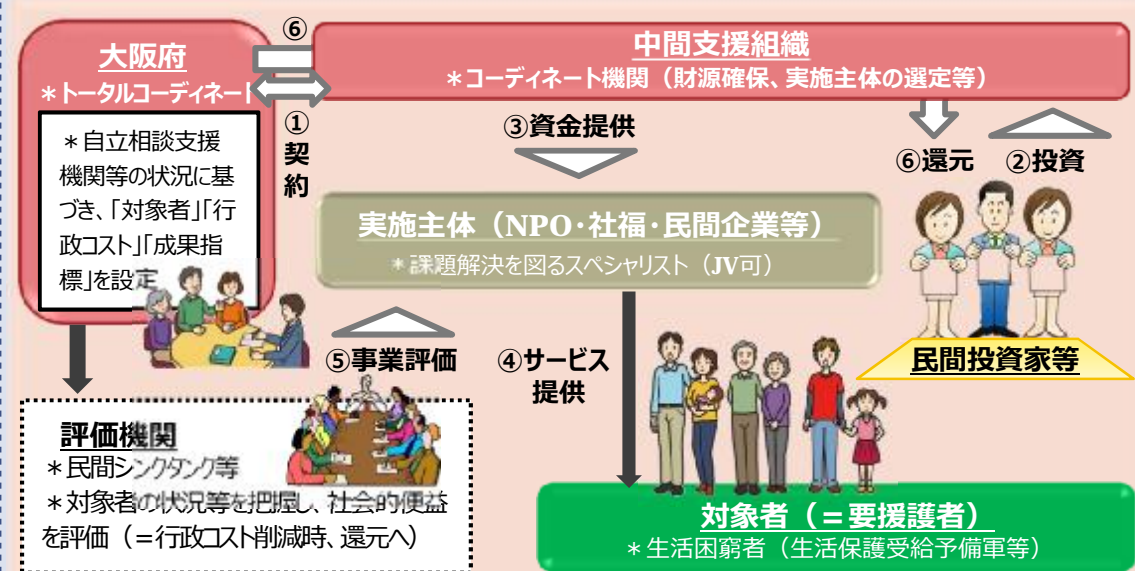 大阪府
＊トータルコーディネート
＊自立相談支援
機関等の状況に基
づき、「対象者」「行
政コスト」「成果指
標」を設定
⑥
①
契
約
中間支援組織
＊コーディネート機関（財源確保、実施主体の選定等）
③資金提供
⑥還元
②投資
実施主体（NPO・社福・民間企業等）
＊課題解決を図るスペシャリスト（JV可）
民間投資家等
⑤事業評価
④サービス
提供
評価機関
＊民間シンクタンク等
＊対象者の状況等を把握し、社会的便益
を評価（＝行政コスト削減時、還元へ）
対象者（＝要援護者）
＊生活困窮者（生活保護受給予備軍等）